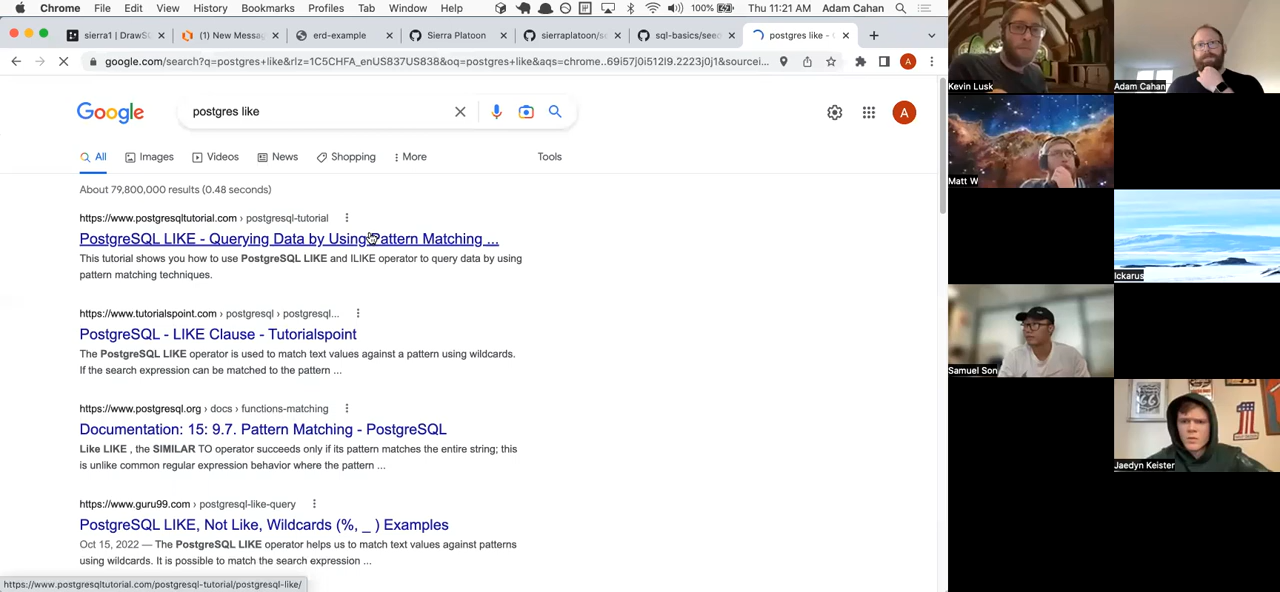 Chrome File Edit View History Bookmarks Profiles Tab Window Help 100% Thu 11:21 AM Adam Cahan
sierra1 | DrawS (1) New Messa erd-example Sierra Platoon sierraplatoon/s sql-basics/seed postgres like -
google.com/search?q=postgres+like&rlz=1C5CHFA_enUS837US838&oq=postgres+like&aqs=chrome..69i57j0i512l9.2223j0j1&sourcei...
A
Google
postgres like
A
All Images Videos News Shopping More Tools
About 79,800,000 results (0.48 seconds)
https://www.postgresqltutorial.com › postgresql-tutorial
PostgreSQL LIKE - Querying Data by Using Pattern Matching ...
This tutorial shows you how to use PostgreSQL LIKE and ILIKE operator to query data by using
pattern matching techniques.
https://www.tutorialspoint.com › postgresql › postgresql...
PostgreSQL - LIKE Clause - Tutorialspoint
The PostgreSQL LIKE operator is used to match text values against a pattern using wildcards.
If the search expression can be matched to the pattern ...
https://www.postgresql.org › docs › functions-matching
Documentation: 15: 9.7. Pattern Matching - PostgreSQL
Like LIKE , the SIMILAR TO operator succeeds only if its pattern matches the entire string; this
is unlike common regular expression behavior where the pattern ...
https://www.guru99.com › postgresql-like-query
PostgreSQL LIKE, Not Like, Wildcards (%, _ ) Examples
Oct 15, 2022 — The PostgreSQL LIKE operator helps us to match text values against patterns
using wildcards. It is possible to match the search expression ...
https://www.postgresqltutorial.com/postgresql-tutorial/postgresql-like/
Kevin Lusk
Adam Cahan
Matt W
Ickarus
Samuel Son
66
1
Jaedyn Keister